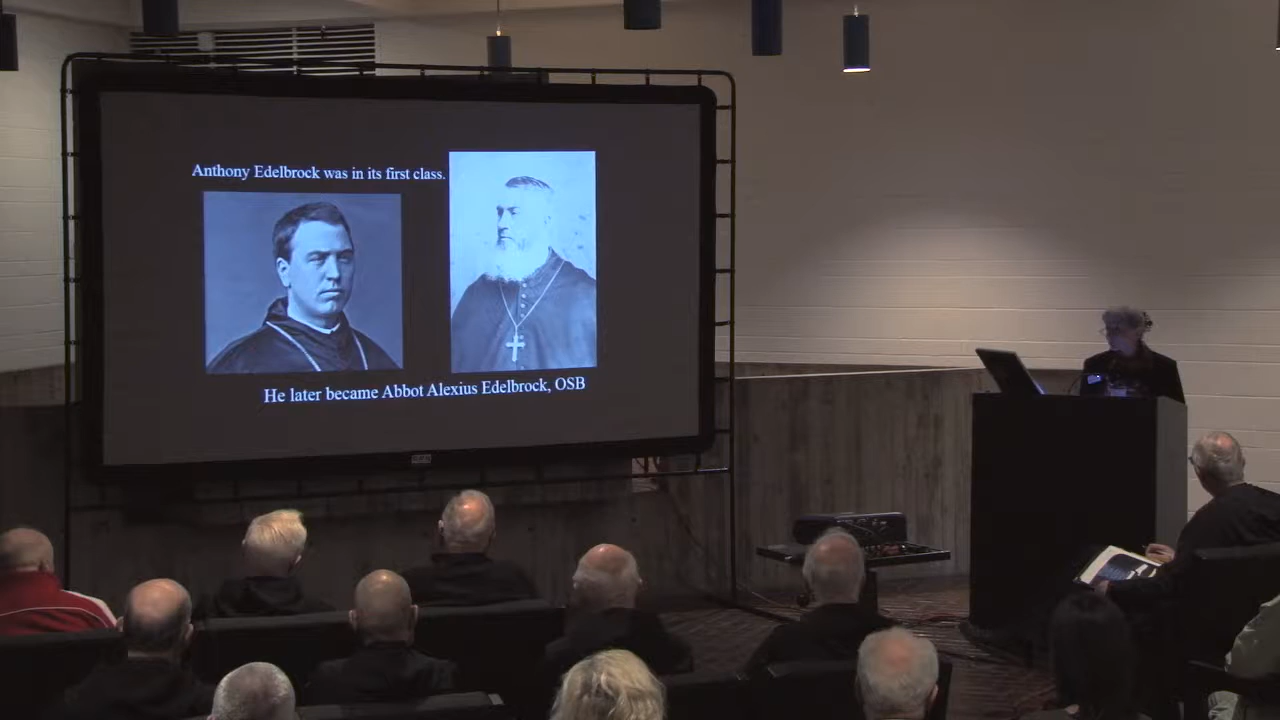 Anthony Edelbrock was in its first class.
He later became Abbot Alexius Edelbrock, OSB